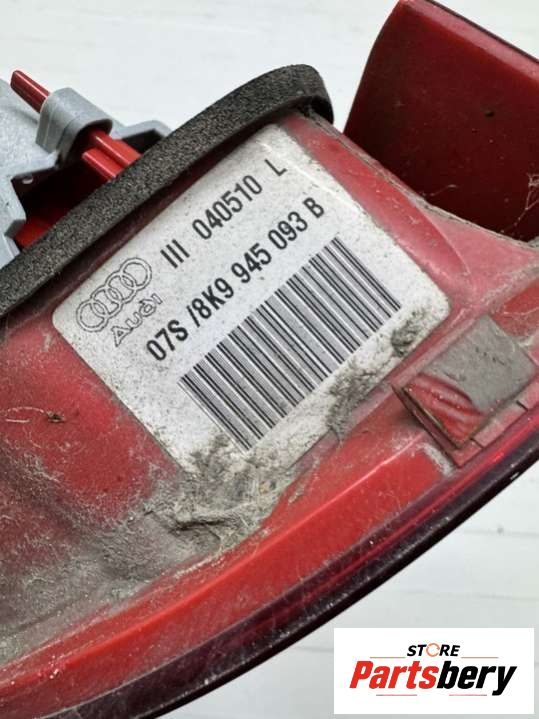 III 040510 L
07S /8K9 945 093 B
Audi
STORE
Partsbery